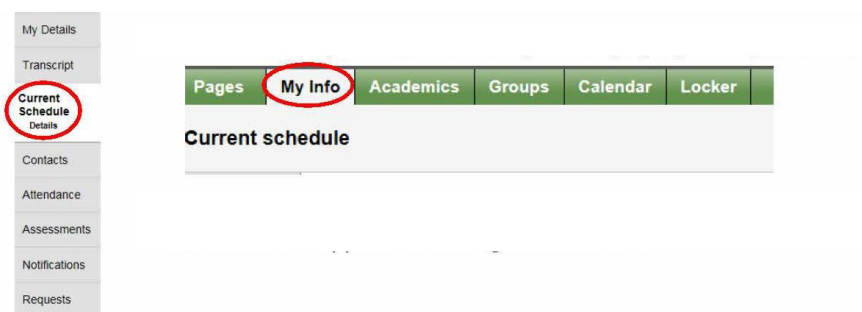 My Details
Transcript
Current
Schedule
Details
Contacts
Attendance
Assessments
Notifications
Requests
Pages My Info Academics Groups Calendar Locker
Current schedule